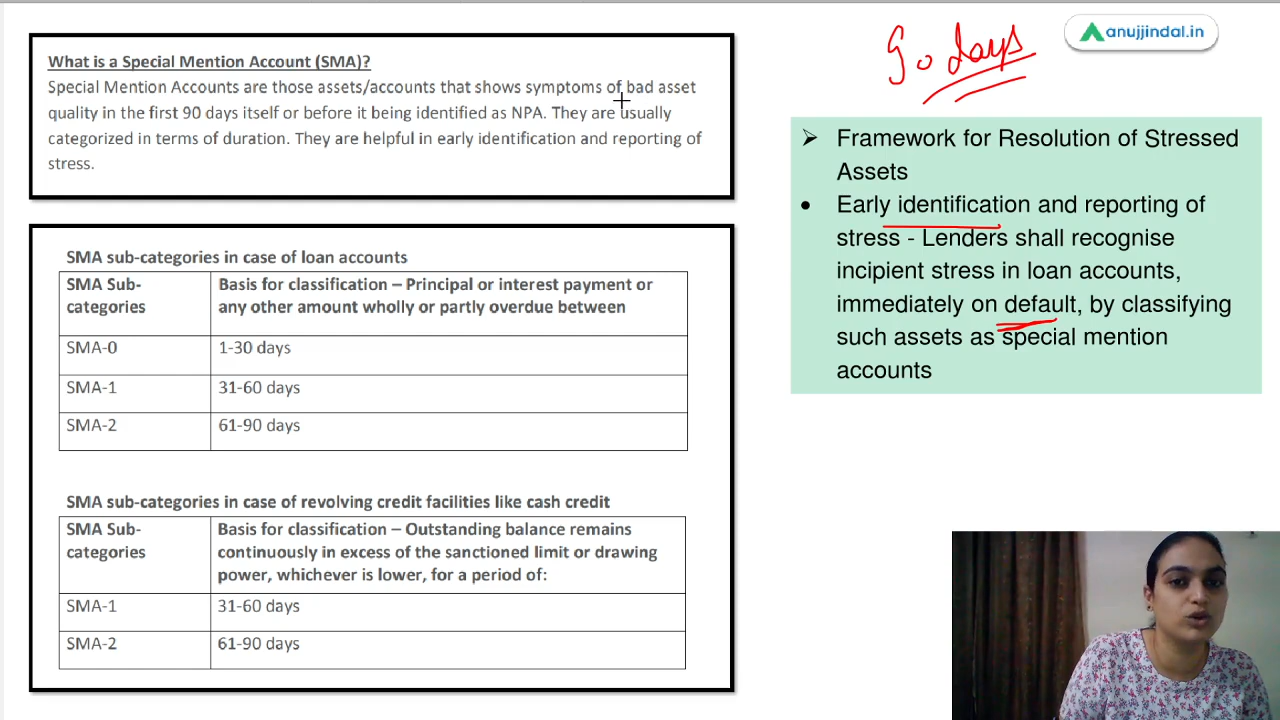 What is a Special Mention Account (SMA)?
Special Mention Accounts are those assets/accounts that shows symptoms of bad asset
quality in the first 90 days itself or before it being identified as NPA. They are usually
categorized in terms of duration. They are helpful in early identification and reporting of
stress.
SMA sub-categories in case of loan accounts
SMA Sub-
categories
Basis for classification – Principal or interest payment or
any other amount wholly or partly overdue between
SMA-0
1-30 days
SMA-1
31-60 days
SMA-2
61-90 days
SMA sub-categories in case of revolving credit facilities like cash credit
SMA Sub-
categories
Basis for classification – Outstanding balance remains
continuously in excess of the sanctioned limit or drawing
power, whichever is lower, for a period of:
SMA-1
31-60 days
SMA-2
61-90 days
90 days
anujjindal.in
➢ Framework for Resolution of Stressed
Assets
• Early identification and reporting of
stress - Lenders shall recognise
incipient stress in loan accounts,
immediately on default, by classifying
such assets as special mention
accounts